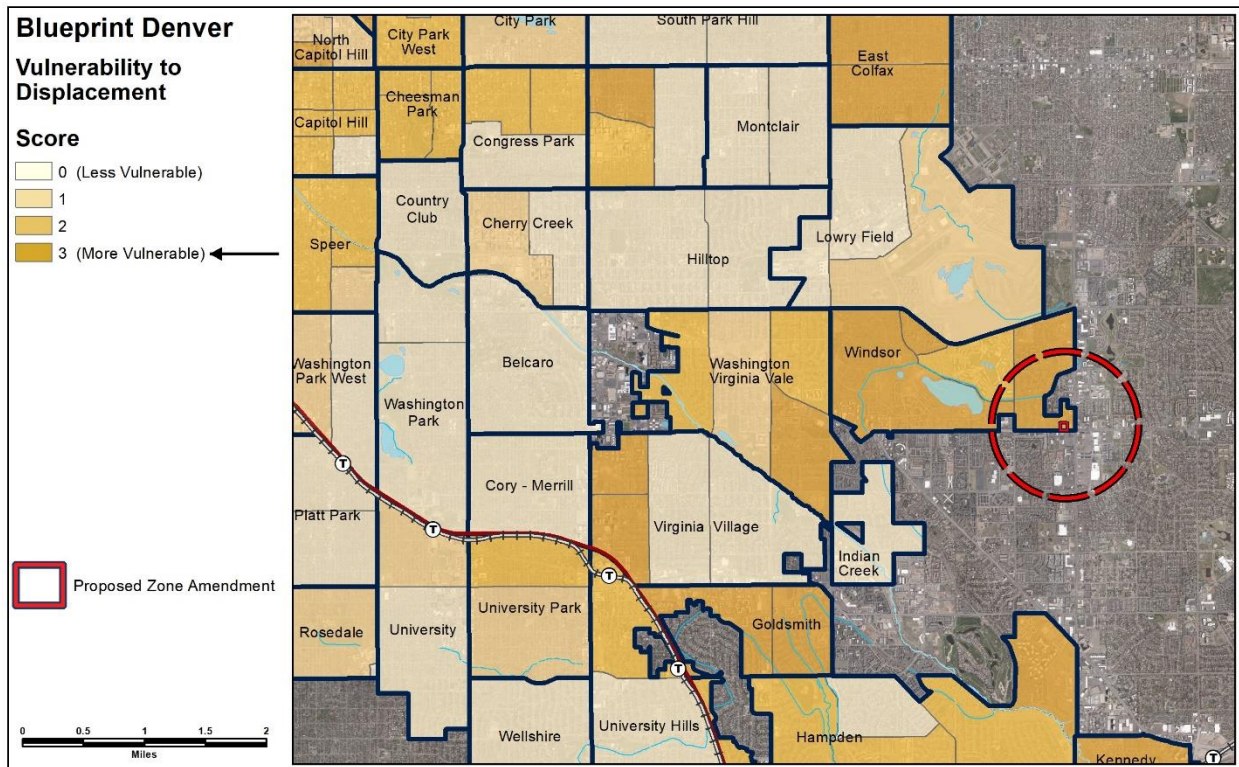 Blueprint Denver
Vulnerability to
Displacement
Score
0 (Less Vulnerable)
1
2
3 (More Vulnerable)
Proposed Zone Amendment
0 0.5 1 1.5 2
Miles
North
Capitol Hill
City Park
West
City Park
South Park Hill
East
Colfax
Capitol Hill
Cheesman
Park
Congress Park
Montclair
Speer
Country
Club
Cherry Creek
Hilltop
Lowry Field
Washington
Park West
Washington
Park
Belcaro
Washington
Virginia Vale
Windsor
Platt Park
T
T
Cory - Merrill
T
Virginia Village
Indian
Creek
Rosedale
University
University Park
T
Goldsmith
Wellshire
University Hills
Hampden
Kennedy
T